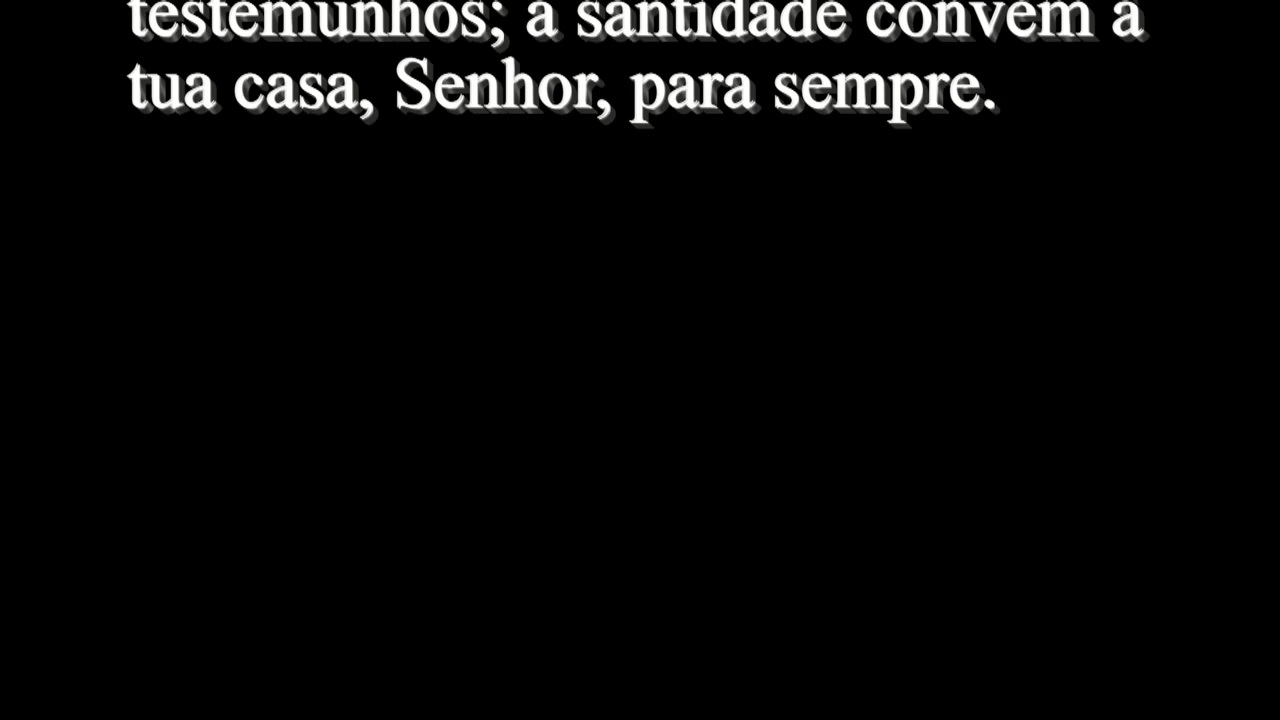 testemunhos; a santidade convém à
tua casa, Senhor, para sempre.